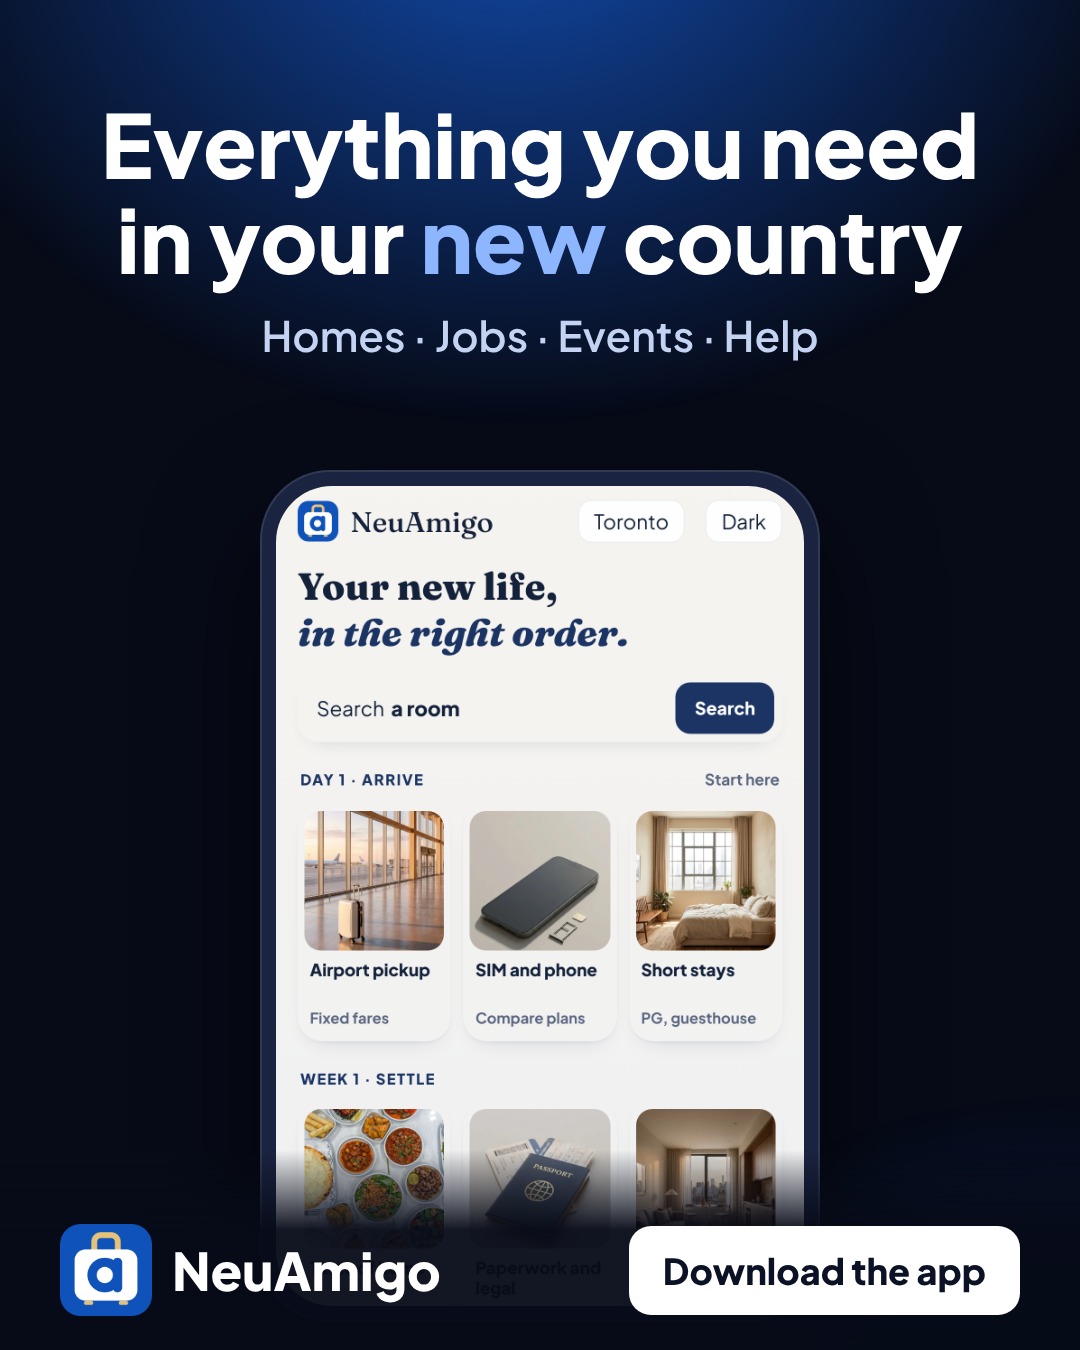 Everything you need
in your new country
Homes · Jobs · Events · Help
a NeuAmigo
Toronto
Dark
Your new life,
in the right order.
Search a room
Search
DAY 1 · ARRIVE
Start here
Airport pickup
SIM and phone
Short stays
Fixed fares
Compare plans
PG, guesthouse
WEEK 1 · SETTLE
PASSPORT
Paperwork and
legal
a NeuAmigo
Download the app